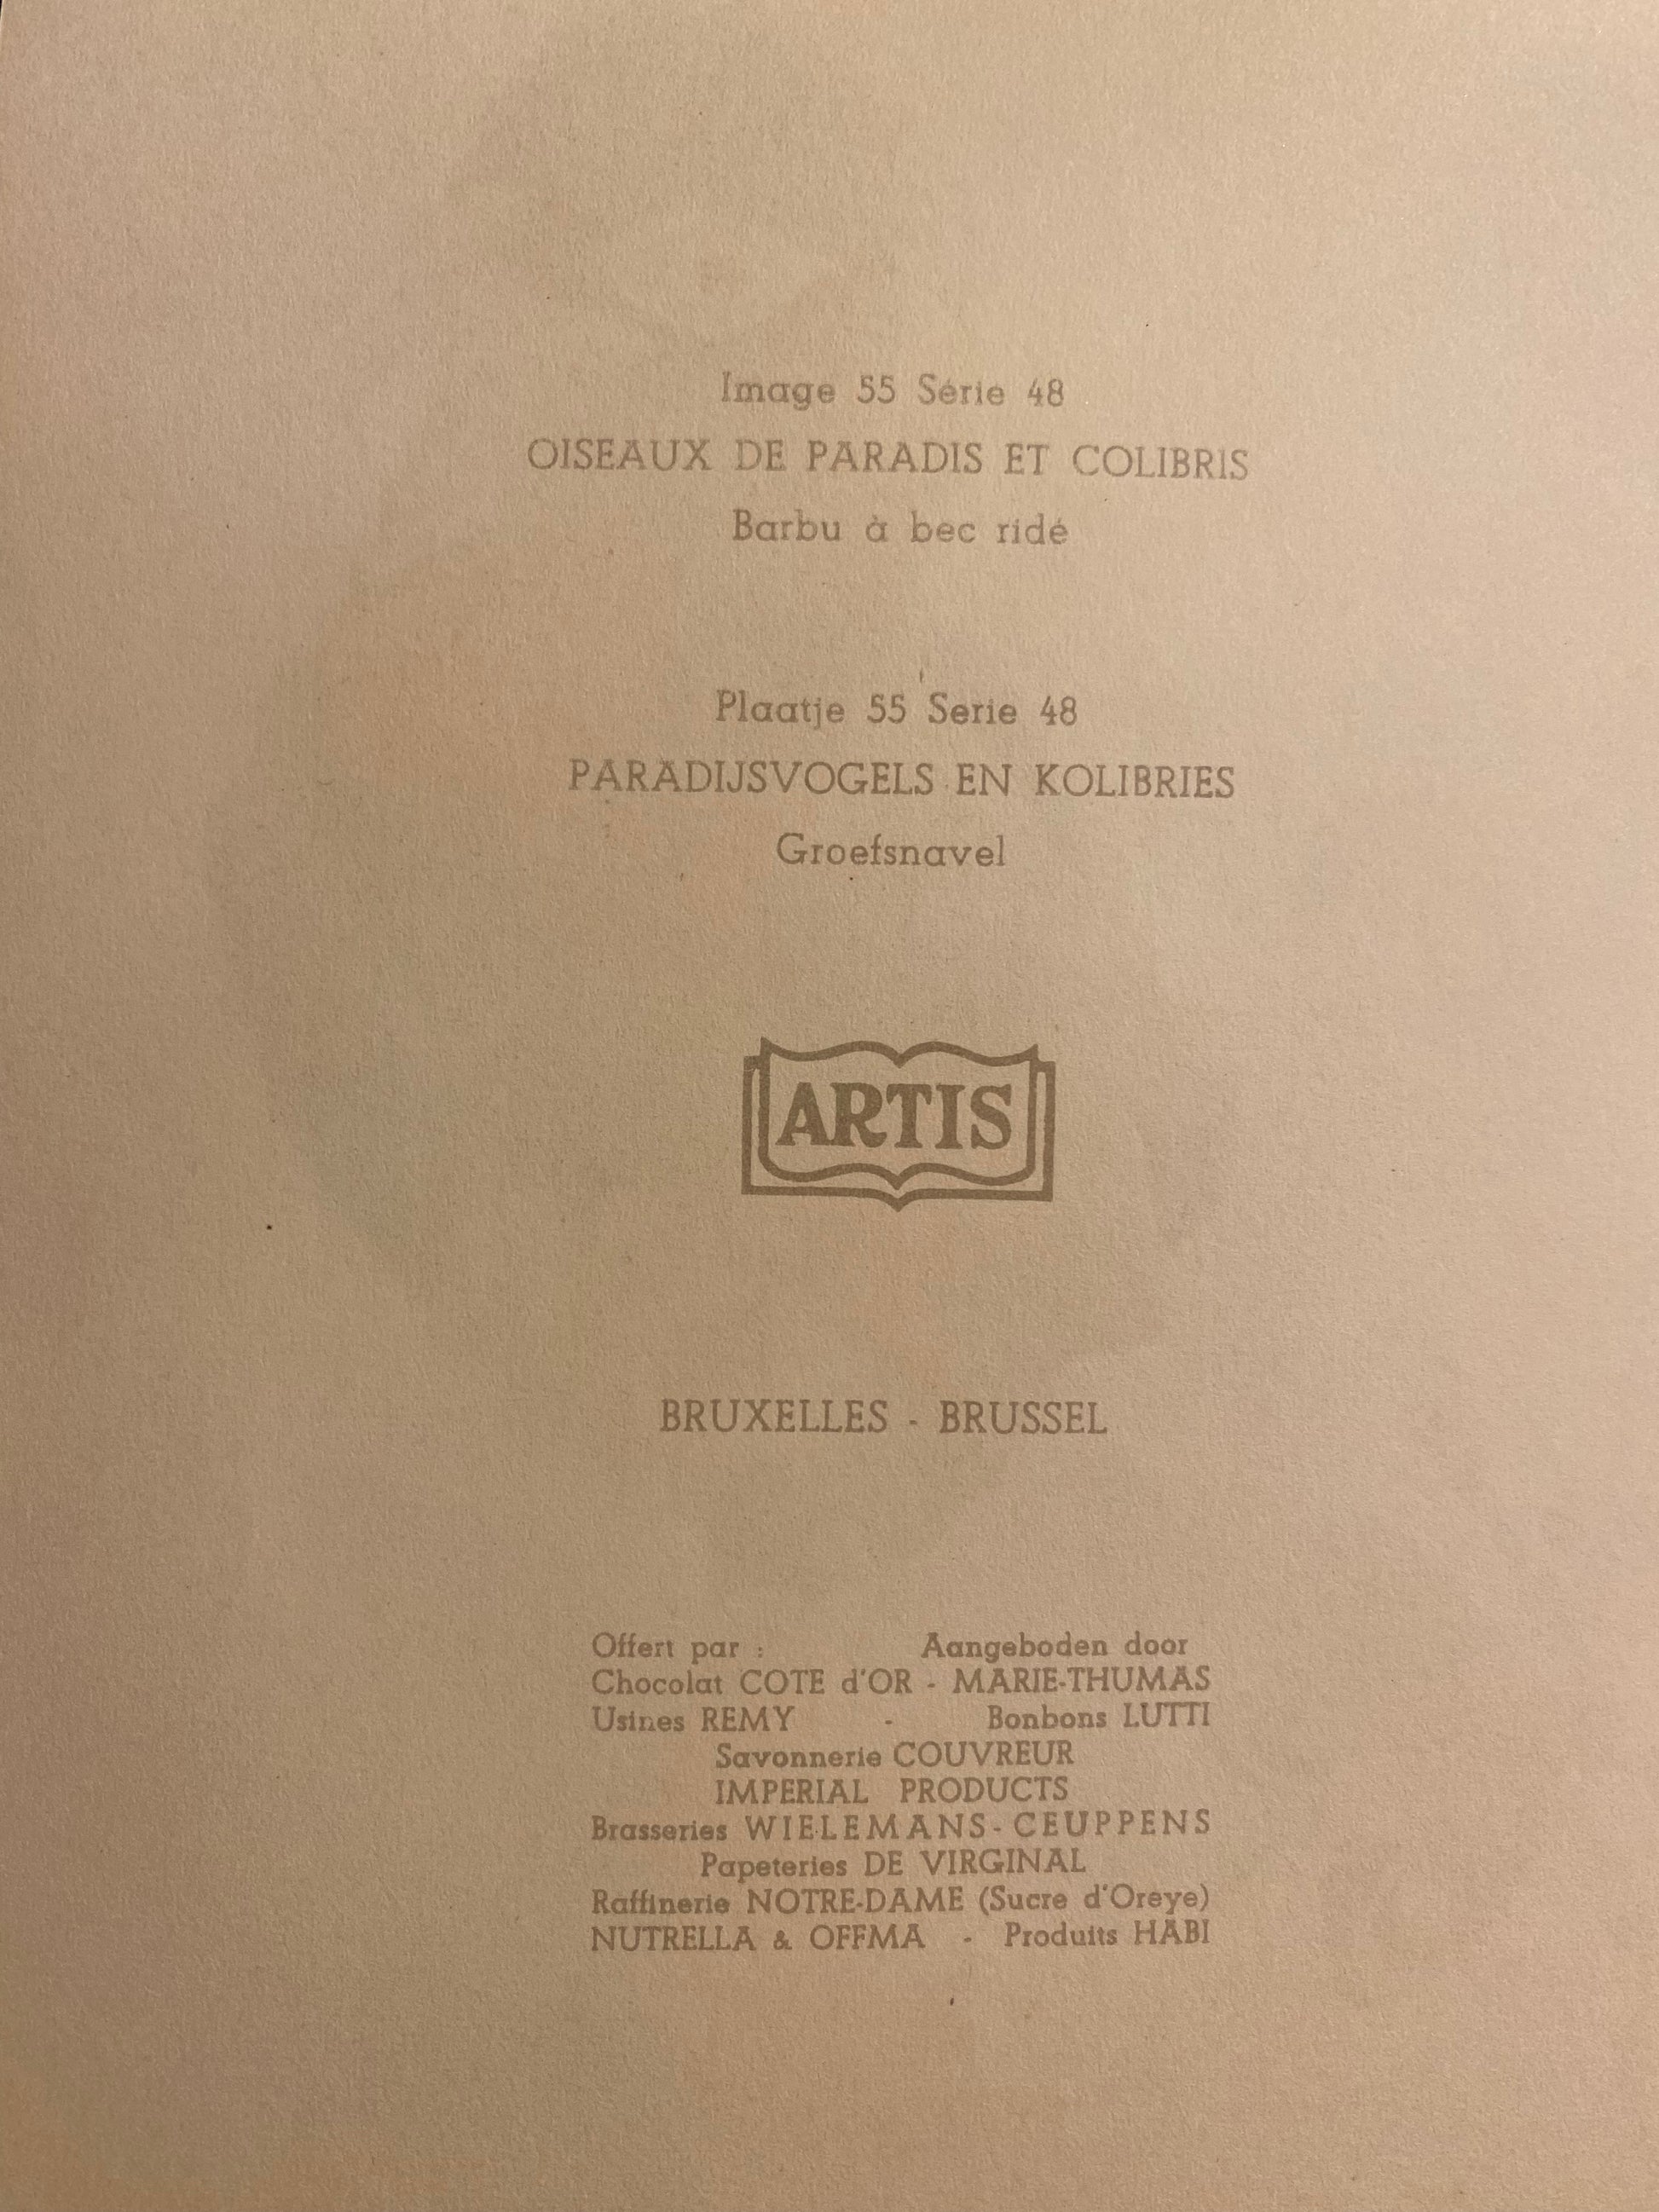 Image 55 Série 48
OISEAUX DE PARADIS ET COLIBRIS
Barbu à bec ridé
Plaatje 55 Serie 48
PARADIJSVOGELS EN KOLIBRIES
Groefsnavel
ARTIS
BRUXELLES - BRUSSEL
Offert par : Aangeboden door
Chocolat COTE d'OR - MARIE-THUMAS
Usines REMY - Bonbons LUTTI
Savonnerie COUVREUR
IMPERIAL PRODUCTS
Brasseries WIELEMANS-CEUPPENS
Papeteries DE VIRGINAL
Raffinerie NOTRE-DAME (Sucre d'Oreye)
NUTRELLA & OFFMA - Produits HABI